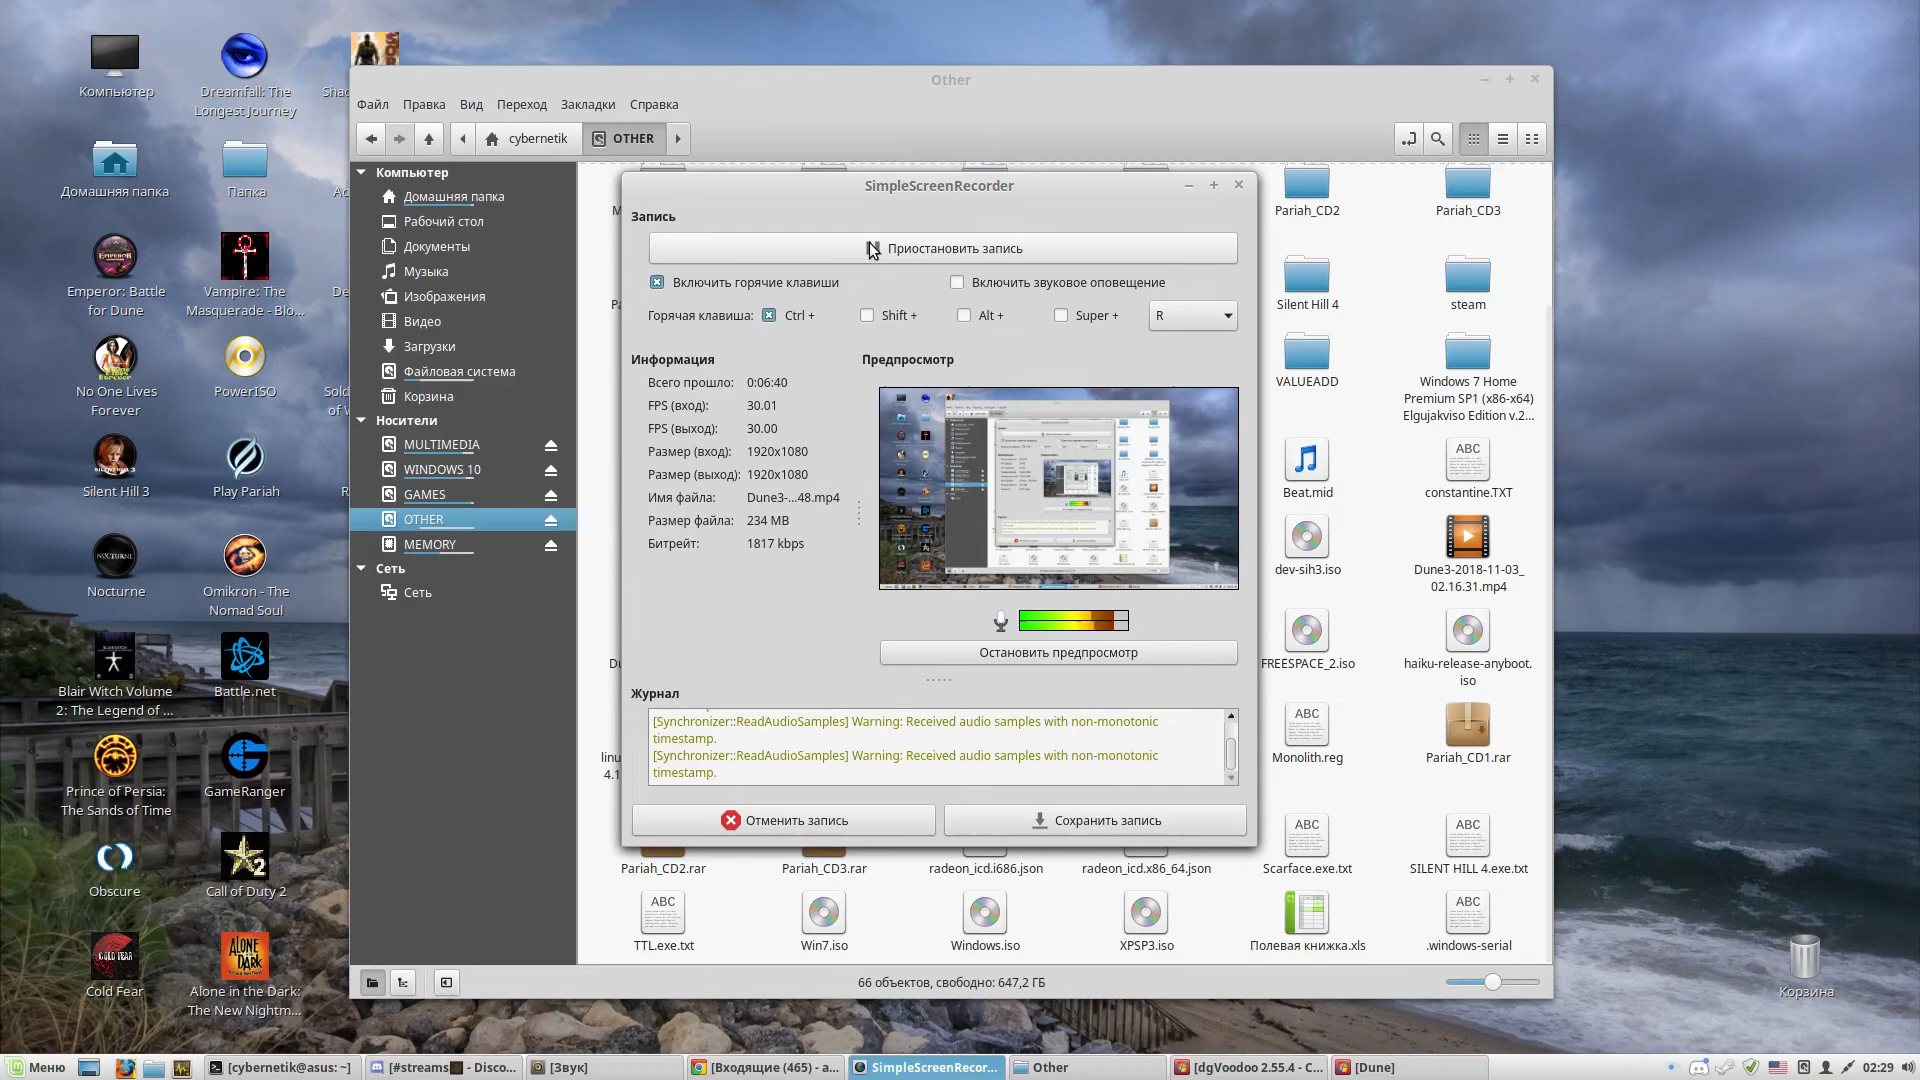 Компьютер
Dreamfall: The
Longest Journey
Домашняя папка
Папка
Emperor: Battle
for Dune
Vampire: The
Masquerade - Blo...
No One Lives
Forever
PowerISO
Silent Hill 3
Play Pariah
Nocturne
Omikron - The
Nomad Soul
Blair Witch Volume
2: The Legend of ...
Battle.net
Prince of Persia:
The Sands of Time
GameRanger
Obscure
Call of Duty 2
Cold Fear
Alone in the Dark:
The New Nightm...
Other
Файл Правка Вид Переход Закладки Справка
cybernetik OTHER
Компьютер
Домашняя папка
Рабочий стол
Документы
Музыка
Изображения
Видео
Загрузки
Файловая система
Корзина
Носители
MULTIMEDIA
WINDOWS 10
GAMES
OTHER
MEMORY
Сеть
Сеть
SimpleScreenRecorder
Запись
Приостановить запись
Включить горячие клавиши Включить звуковое оповещение
Горячая клавиша: Ctrl + Shift + Alt + Super + R
Информация Предпросмотр
Всего прошло: 0:06:40
FPS (вход): 30.01
FPS (выход): 30.00
Размер (вход): 1920x1080
Размер (выход): 1920x1080
Имя файла: Dune3-...48.mp4
Размер файла: 234 MB
Битрейт: 1817 kbps
Остановить предпросмотр
Журнал
[Synchronizer::ReadAudioSamples] Warning: Received audio samples with non-monotonic
timestamp.
[Synchronizer::ReadAudioSamples] Warning: Received audio samples with non-monotonic
timestamp.
Отменить запись Сохранить запись
Pariah_CD2 Pariah_CD3
Silent Hill 4 steam
VALUEADD
Windows 7 Home
Premium SP1 (x86-x64)
Elgujakviso Edition v.2...
Beat.mid constantine.TXT
dev-sih3.iso
Dune3-2018-11-03_
02.16.31.mp4
FREESPACE_2.iso
haiku-release-anyboot.
iso
Monolith.reg Pariah_CD1.rar
Pariah_CD2.rar Pariah_CD3.rar radeon_icd.i686.json radeon_icd.x86_64.json Scarface.exe.txt SILENT HILL 4.exe.txt
TTL.exe.txt Win7.iso Windows.iso XPSP3.iso Полевая книжка.xls .windows-serial
66 объектов, свободно: 647,2 ГБ
Корзина
Меню [cybernetik@asus: ~] [#streams - Disco... [Звук] [Входящие (465) - a... SimpleScreenRecor... Other [dgVoodoo 2.55.4 - C... [Dune] 02:29